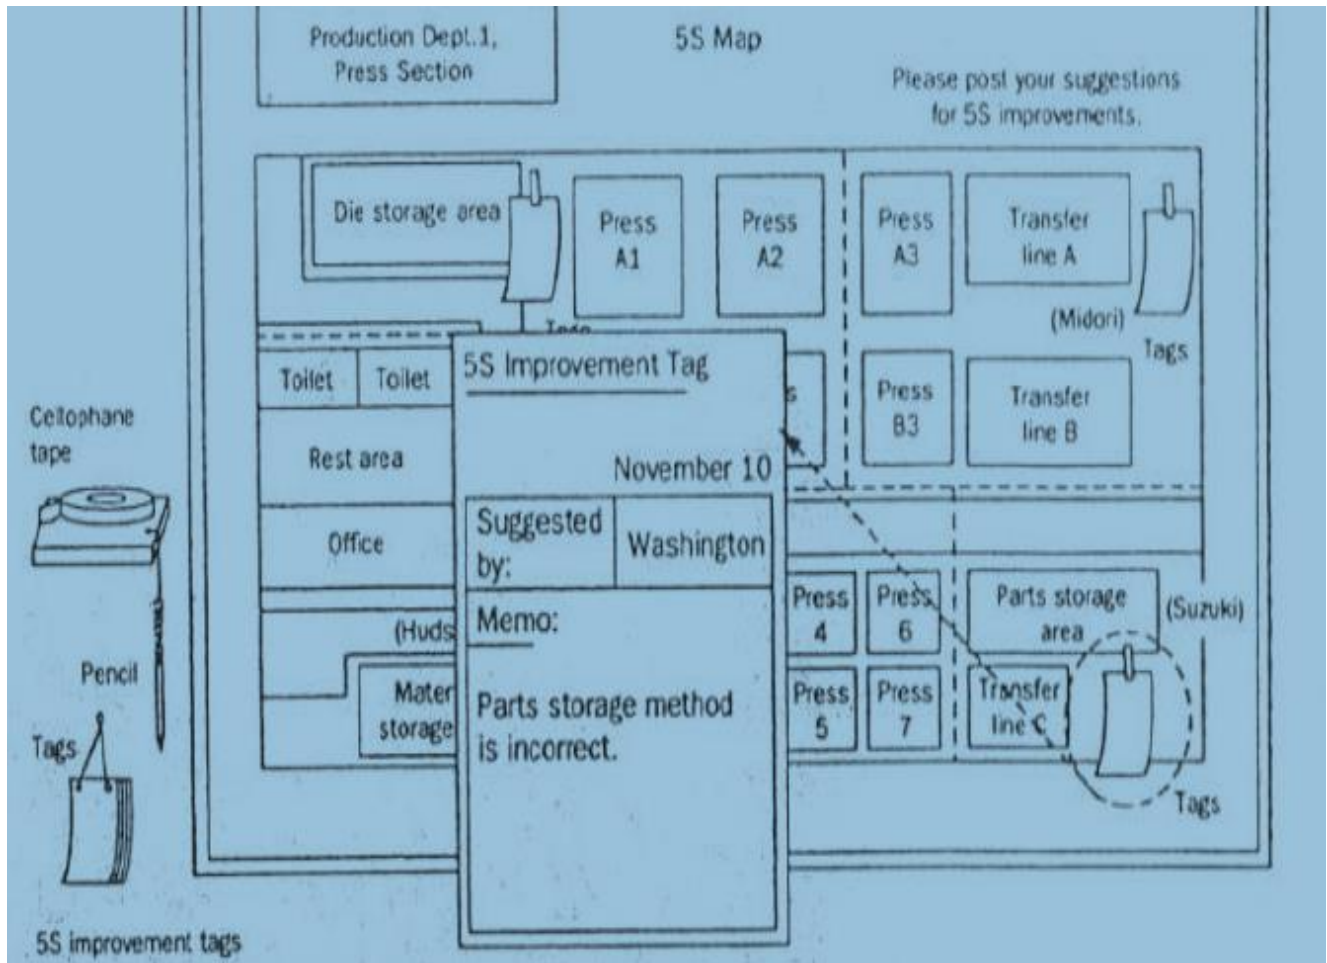 Production Dept.1,
Press Section
5S Map
Please post your suggestions
for 5S improvements.
Die storage area
Press
A1
Press
A2
Press
A3
Transfer
line A
(Midori)
Tags
Toilet
Toilet
5S Improvement Tag
Press
B3
Transfer
line B
Cellophane
tape
Rest area
November 10
Office
Suggested
by:
Washington
Memo:
Parts storage method
is incorrect.
(Huds
Mater
storage
Press
4
Press
6
Parts storage
area
(Suzuki)
Press
5
Press
7
Transfer
line C
Tags
Pencil
Tags
5S improvement tags